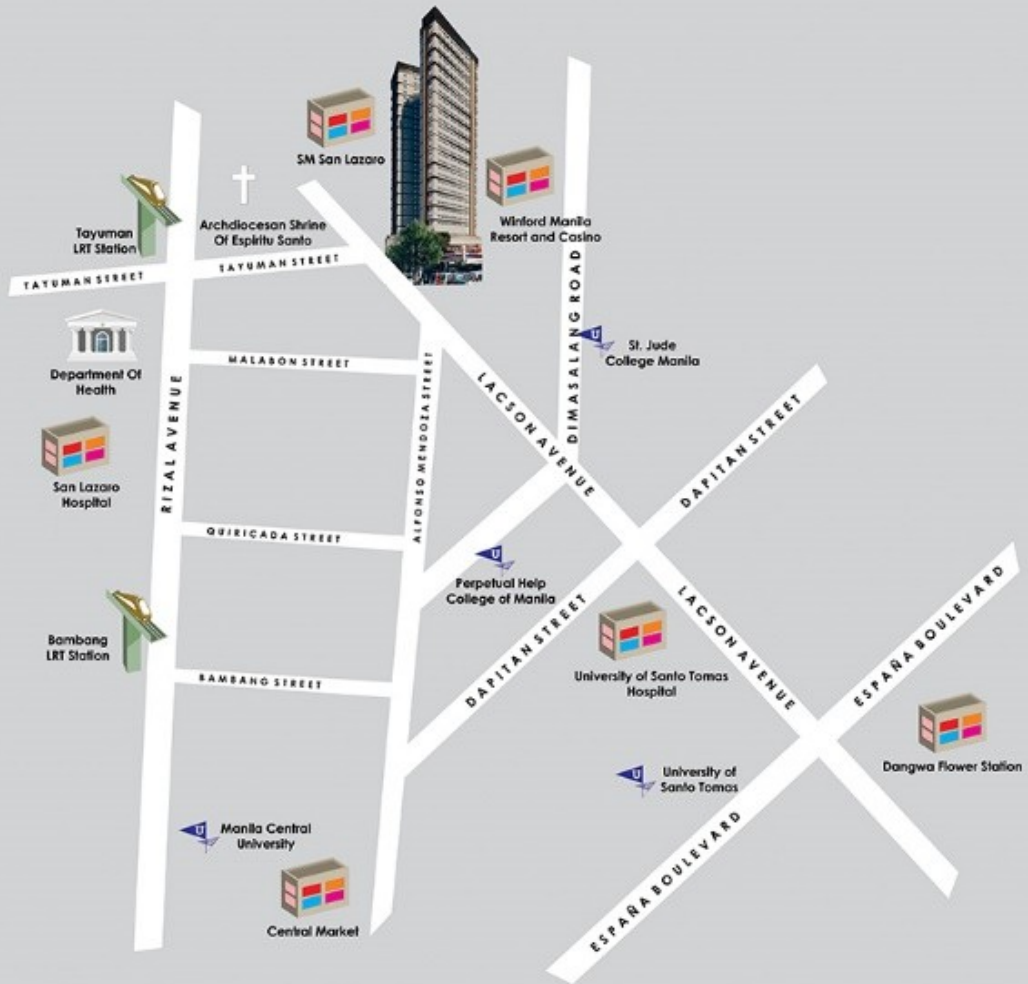 SM San Lazaro
Winford Manila
Resort and Casino
Tayuman
LRT Station
Archdiocesan Shrine
Of Espiritu Santo
TAYUMAN STREET
TAYUMAN STREET
DIMASALANG ROAD
U
St. Jude
College Manila
Department Of
Health
MALABON STREET
ALFONSO MENDOZA STREET
LACSON AVENUE
RIZAL AVENUE
DAPITAN STREET
San Lazaro
Hospital
QUIRICADA STREET
U
Perpetual Help
College of Manila
DAPITAN STREET
LACSON AVENUE
ESPAÑA BOULEVARD
Bambang
LRT Station
BAMBANG STREET
University of Santo Tomas
Hospital
Dangwa Flower Station
U
University of
Santo Tomas
U
Manila Central
University
ESPAÑA BOULEVARD
Central Market